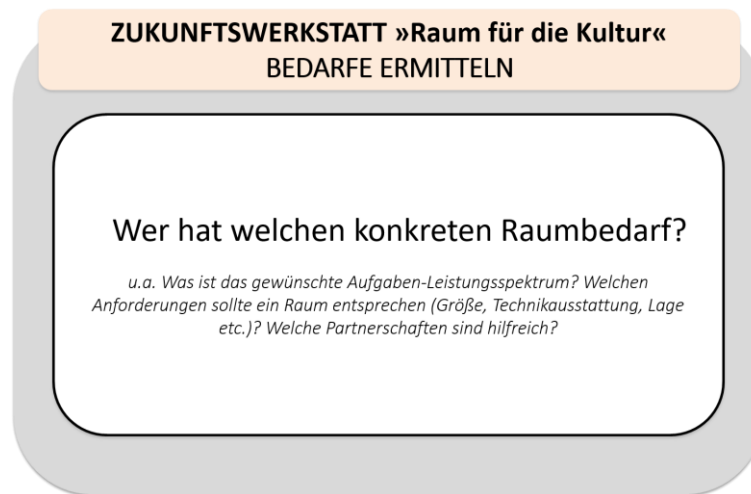 ZUKUNFTSWERKSTATT »Raum für die Kultur«
BEDARFE ERMITTELN
Wer hat welchen konkreten Raumbedarf?
u.a. Was ist das gewünschte Aufgaben-Leistungsspektrum? Welchen
Anforderungen sollte ein Raum entsprechen (Größe, Technikausstattung, Lage
etc.)? Welche Partnerschaften sind hilfreich?